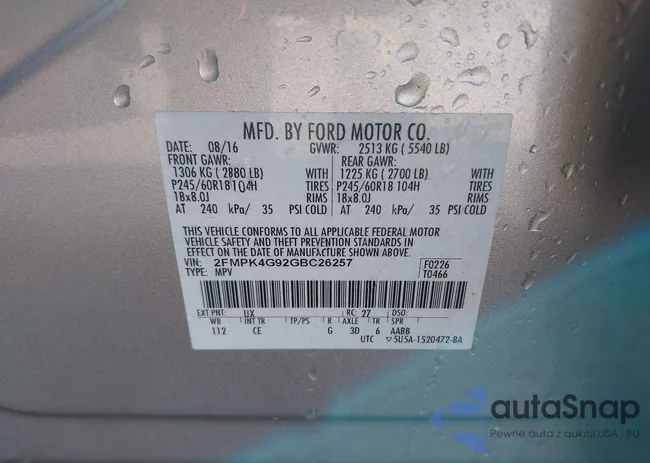 MFD. BY FORD MOTOR CO.
DATE: 08/16 GVWR: 2513 KG ( 5540 LB)
FRONT GAWR: REAR GAWR:
1306 KG ( 2880 LB) WITH 1225 KG ( 2700 LB) WITH
P245/60R18 104H TIRES P245/60R18 104H TIRES
18x8.0J RIMS 18x8.0J RIMS
AT 240 kPa/ 35 PSI COLD AT 240 kPa/ 35 PSI COLD
THIS VEHICLE CONFORMS TO ALL APPLICABLE FEDERAL MOTOR
VEHICLE SAFETY AND THEFT PREVENTION STANDARDS IN
EFFECT ON THE DATE OF MANUFACTURE SHOWN ABOVE.
VIN: 2FMPK4G92GBC26257 F0226
TYPE: MPV T0466
EXT PNT: UX RC: 27 DSO:
WB INT TR TP/PS R AXLE TR SPR
112 CE G 3D 6 AABB
UTC ▽5U5A-1520472-BA
autaSnap
Pewne auta z aukcji USA - EU